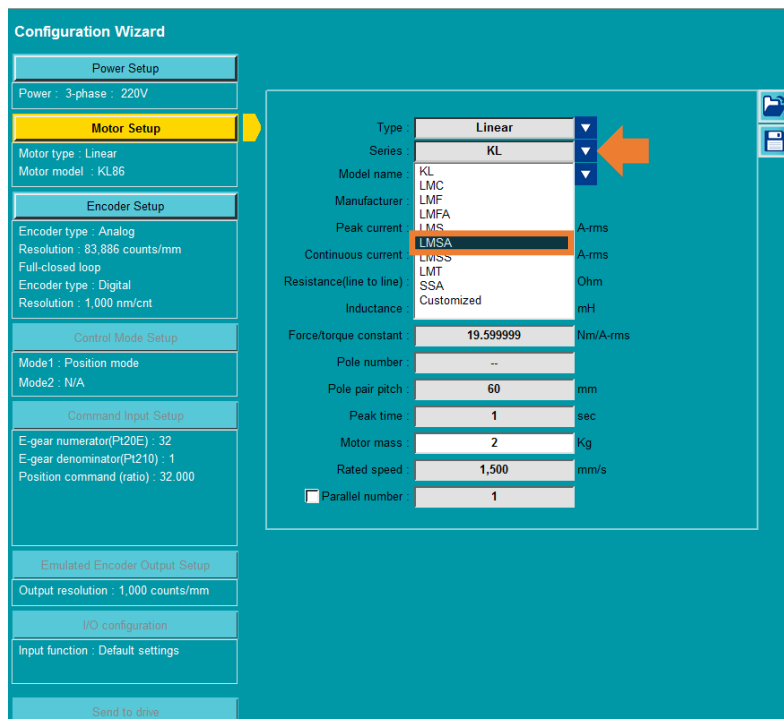 Configuration Wizard
Power Setup
Power : 3-phase : 220V
Motor Setup
Motor type : Linear
Motor model : KL86
Encoder Setup
Encoder type : Analog
Resolution : 83,886 counts/mm
Full-closed loop
Encoder type : Digital
Resolution : 1,000 nm/cnt
Control Mode Setup
Mode1 : Position mode
Mode2 : N/A
Command Input Setup
E-gear numerator(Pt20E) : 32
E-gear denominator(Pt210) : 1
Position command (ratio) : 32.000
Emulated Encoder Output Setup
Output resolution : 1,000 counts/mm
I/O configuration
Input function : Default settings
Send to drive
Type : Linear
Series : KL
Model name :
KL
LMC
LMF
LMFA
LMS
LMSA
LMSS
LMT
SSA
Customized
Manufacturer :
Peak current : A-rms
Continuous current : A-rms
Resistance(line to line) : Ohm
Inductance : mH
Force/torque constant : 19.599999 Nm/A-rms
Pole number : --
Pole pair pitch : 60 mm
Peak time : 1 sec
Motor mass : 2 Kg
Rated speed : 1,500 mm/s
Parallel number : 1